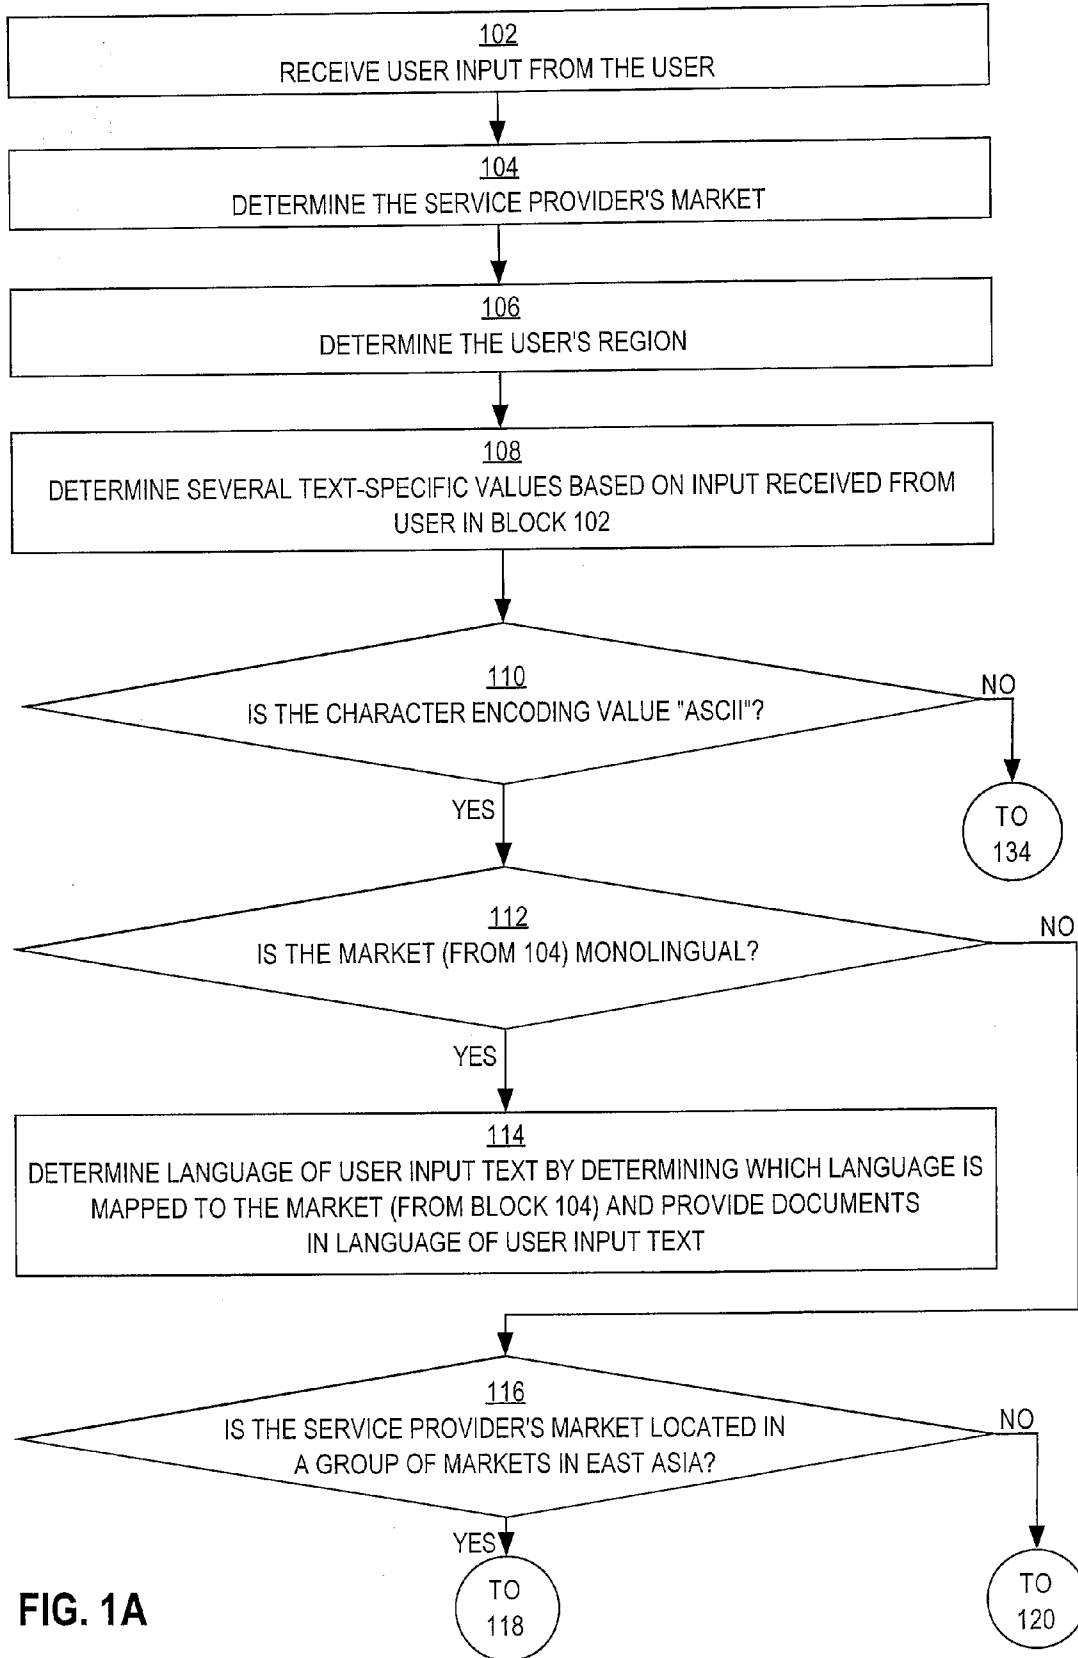 102
RECEIVE USER INPUT FROM THE USER
104
DETERMINE THE SERVICE PROVIDER'S MARKET
106
DETERMINE THE USER'S REGION
108
DETERMINE SEVERAL TEXT-SPECIFIC VALUES BASED ON INPUT RECEIVED FROM
USER IN BLOCK 102
110
IS THE CHARACTER ENCODING VALUE "ASCII"?
NO
YES
TO
134
112
IS THE MARKET (FROM 104) MONOLINGUAL?
NO
YES
114
DETERMINE LANGUAGE OF USER INPUT TEXT BY DETERMINING WHICH LANGUAGE IS
MAPPED TO THE MARKET (FROM BLOCK 104) AND PROVIDE DOCUMENTS
IN LANGUAGE OF USER INPUT TEXT
116
IS THE SERVICE PROVIDER'S MARKET LOCATED IN
A GROUP OF MARKETS IN EAST ASIA?
NO
YES
TO
118
TO
120
FIG. 1A